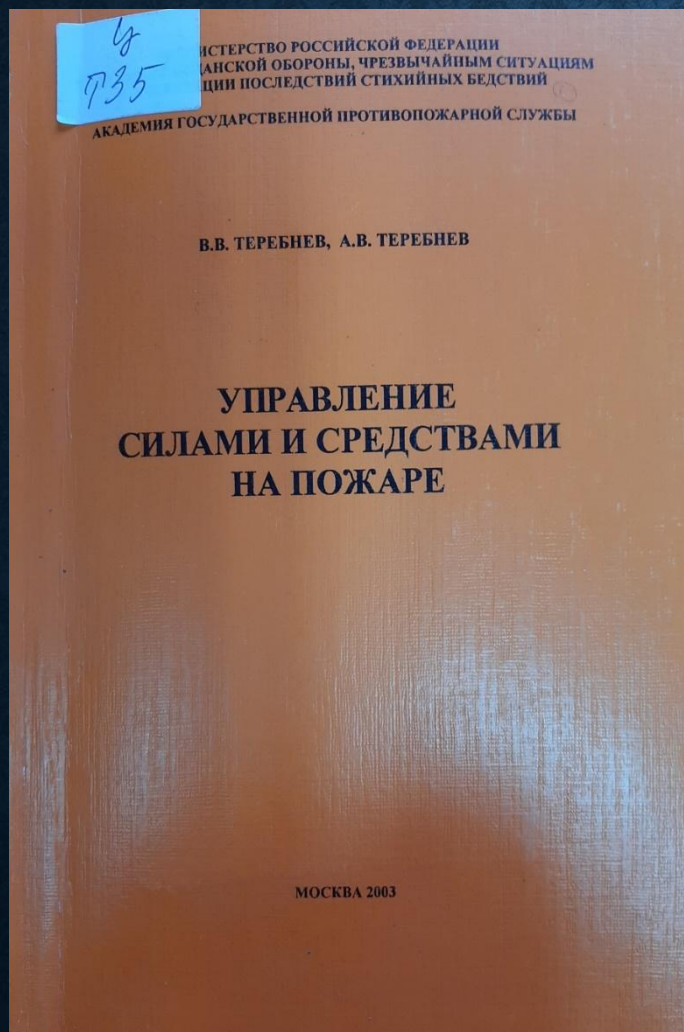 Ц
Т35
ИСТЕРСТВО РОССИЙСКОЙ ФЕДЕРАЦИИ
ДАНСКОЙ ОБОРОНЫ, ЧРЕЗВЫЧАЙНЫМ СИТУАЦИЯМ
ЦИИ ПОСЛЕДСТВИЙ СТИХИЙНЫХ БЕДСТВИЙ
АКАДЕМИЯ ГОСУДАРСТВЕННОЙ ПРОТИВОПОЖАРНОЙ СЛУЖБЫ
В.В. ТЕРЕБНЕВ, А.В. ТЕРЕБНЕВ
УПРАВЛЕНИЕ
СИЛАМИ И СРЕДСТВАМИ
НА ПОЖАРЕ
МОСКВА 2003